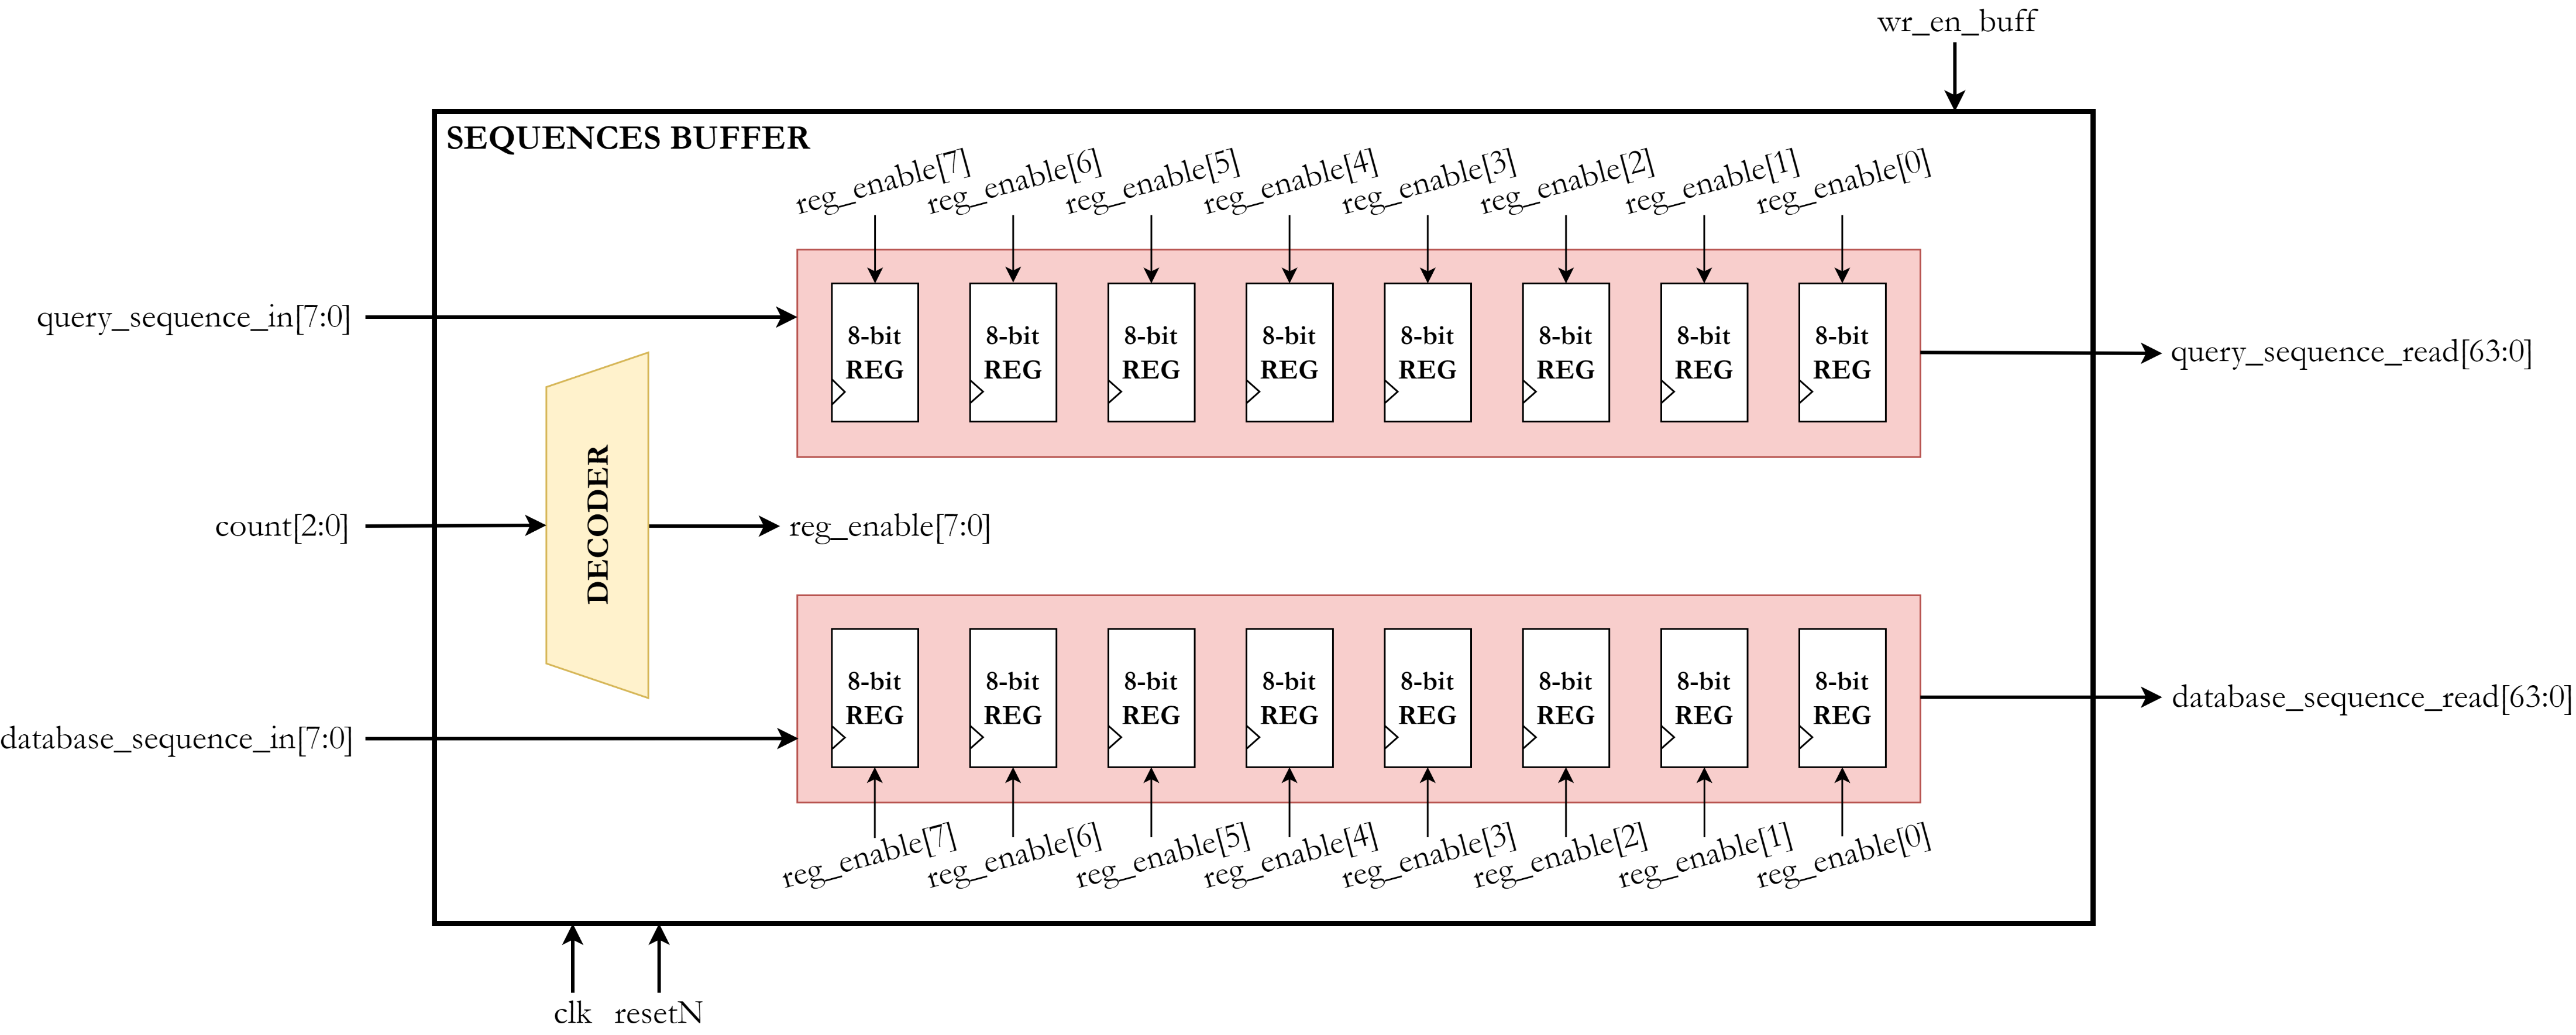 wr_en_buff
SEQUENCES BUFFER
reg_enable[7]
reg_enable[6]
reg_enable[5]
reg_enable[4]
reg_enable[3]
reg_enable[2]
reg_enable[1]
reg_enable[0]
query_sequence_in[7:0]
8-bit
REG
8-bit
REG
8-bit
REG
8-bit
REG
8-bit
REG
8-bit
REG
8-bit
REG
8-bit
REG
query_sequence_read[63:0]
count[2:0]
DECODER
reg_enable[7:0]
database_sequence_in[7:0]
8-bit
REG
8-bit
REG
8-bit
REG
8-bit
REG
8-bit
REG
8-bit
REG
8-bit
REG
8-bit
REG
database_sequence_read[63:0]
reg_enable[7]
reg_enable[6]
reg_enable[5]
reg_enable[4]
reg_enable[3]
reg_enable[2]
reg_enable[1]
reg_enable[0]
clk
resetN